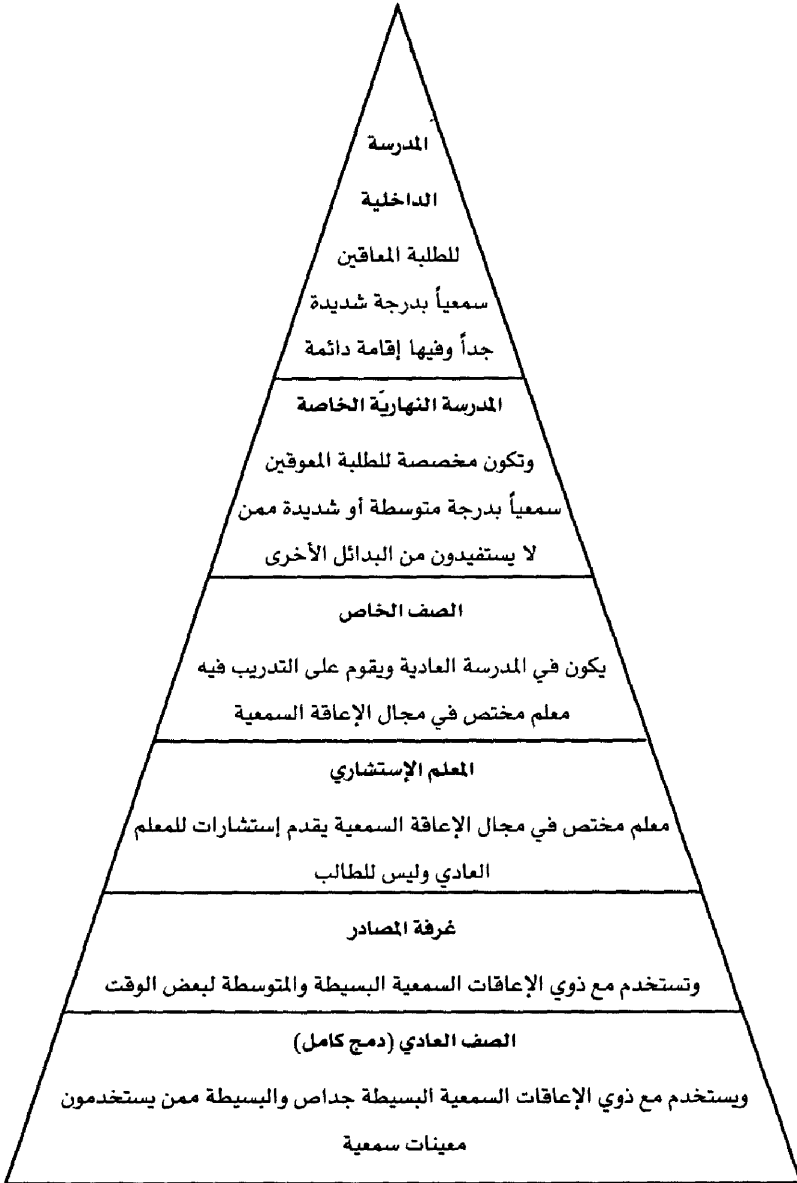 المدرسة
الداخلية
للطلبة المعاقين
سمعياً بدرجة شديدة
جداً وفيها إقامة دائمة
المدرسة النهاريّة الخاصة
وتكون مخصصة للطلبة المعوقين
سمعياً بدرجة متوسطة أو شديدة ممن
لا يستفيدون من البدائل الأخرى
الصف الخاص
يكون في المدرسة العادية ويقوم على التدريب فيه
معلم مختص في مجال الإعاقة السمعية
المعلم الإستشاري
معلم مختص في مجال الإعاقة السمعية يقدم إستشارات للمعلم
العادي وليس للطالب
غرفة المصادر
وتستخدم مع ذوي الإعاقات السمعية البسيطة والمتوسطة لبعض الوقت
الصف العادي (دمج كامل)
ويستخدم مع ذوي الإعاقات السمعية البسيطة جداص والبسيطة ممن يستخدمون
معينات سمعية